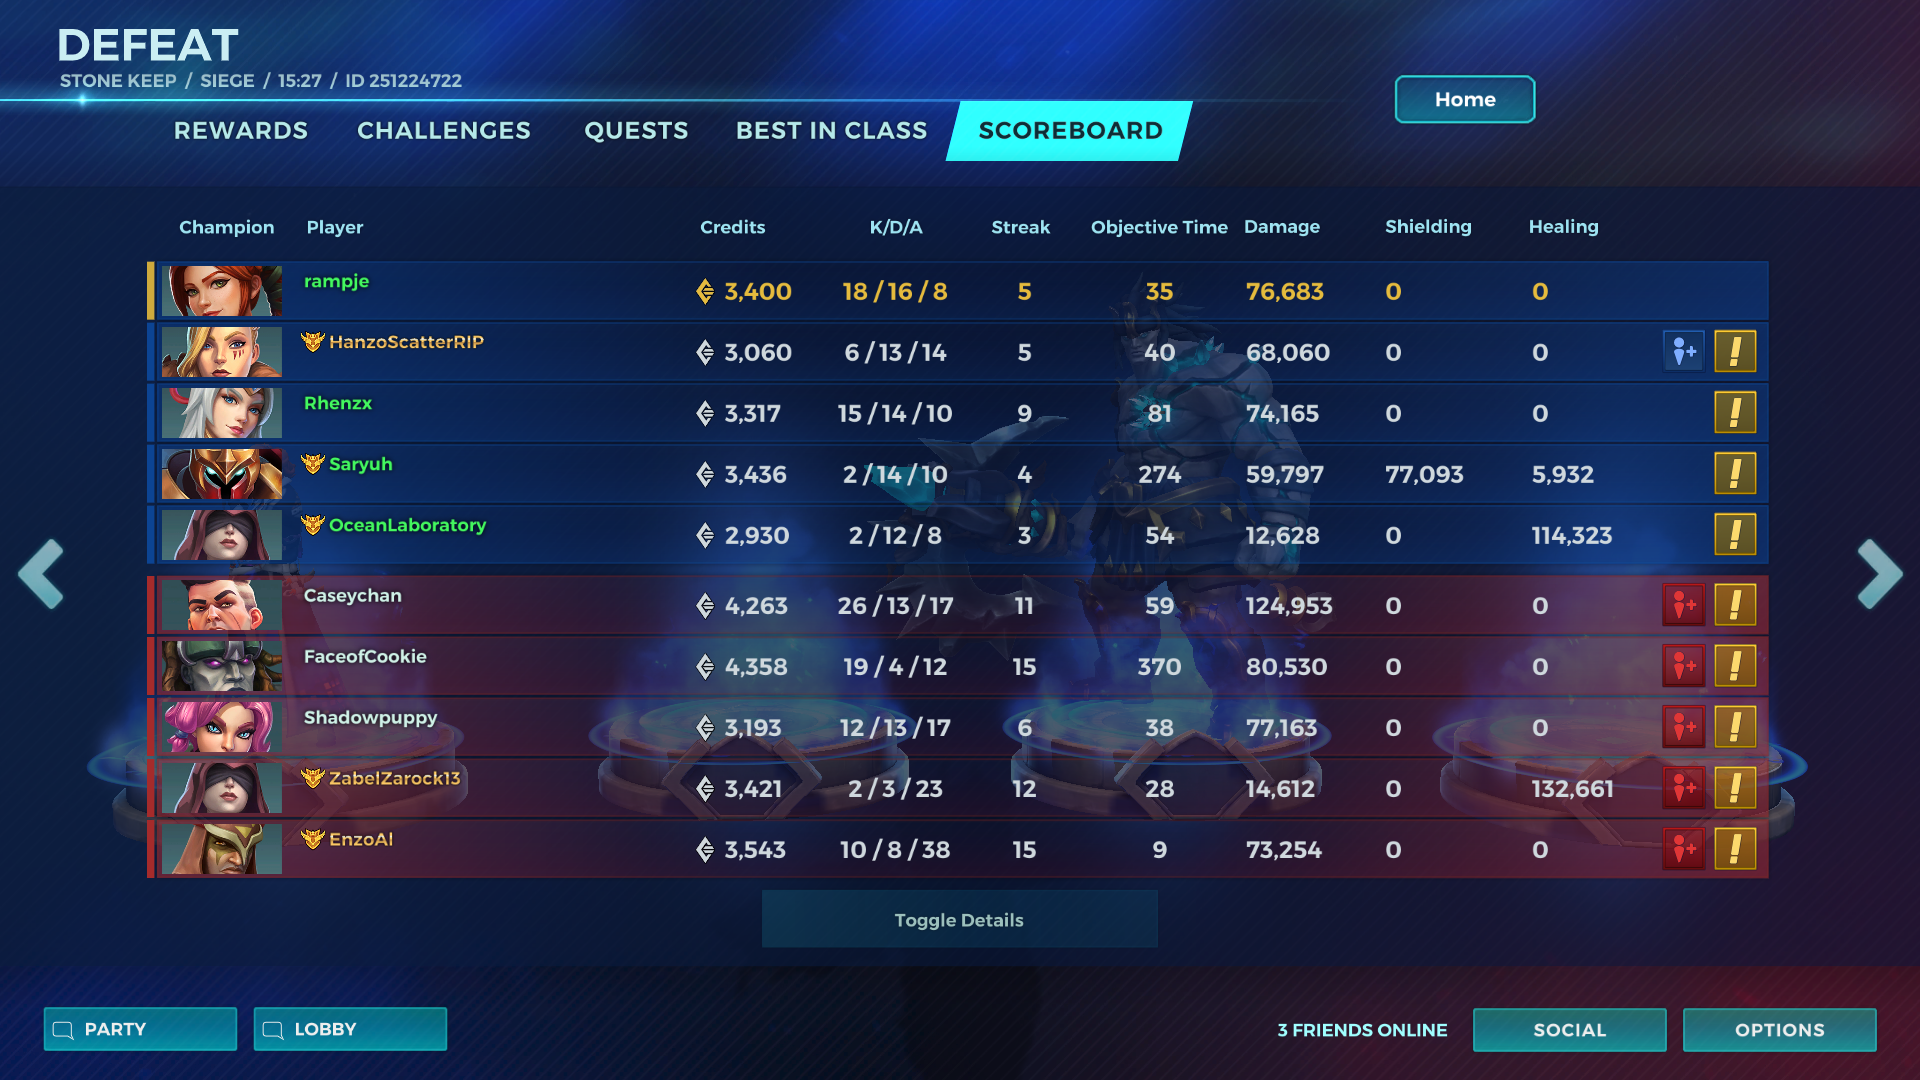 DEFEAT
STONE KEEP / SIEGE / 15:27 / ID 251224722
Home
REWARDS CHALLENGES QUESTS BEST IN CLASS SCOREBOARD
Champion Player Credits K/D/A Streak Objective Time Damage Shielding Healing
rampje 3,400 18 / 16 / 8 5 35 76,683 0 0
HanzoScatterRIP 3,060 6 / 13 / 14 5 40 68,060 0 0
Rhenzx 3,317 15 / 14 / 10 9 81 74,165 0 0
Saryuh 3,436 2 / 14 / 10 4 274 59,797 77,093 5,932
OceanLaboratory 2,930 2 / 12 / 8 3 54 12,628 0 114,323
Caseychan 4,263 26 / 13 / 17 11 59 124,953 0 0
FaceofCookie 4,358 19 / 4 / 12 15 370 80,530 0 0
Shadowpuppy 3,193 12 / 13 / 17 6 38 77,163 0 0
ZabelZarock13 3,421 2 / 3 / 23 12 28 14,612 0 132,661
EnzoAl 3,543 10 / 8 / 38 15 9 73,254 0 0
Toggle Details
PARTY LOBBY 3 FRIENDS ONLINE SOCIAL OPTIONS